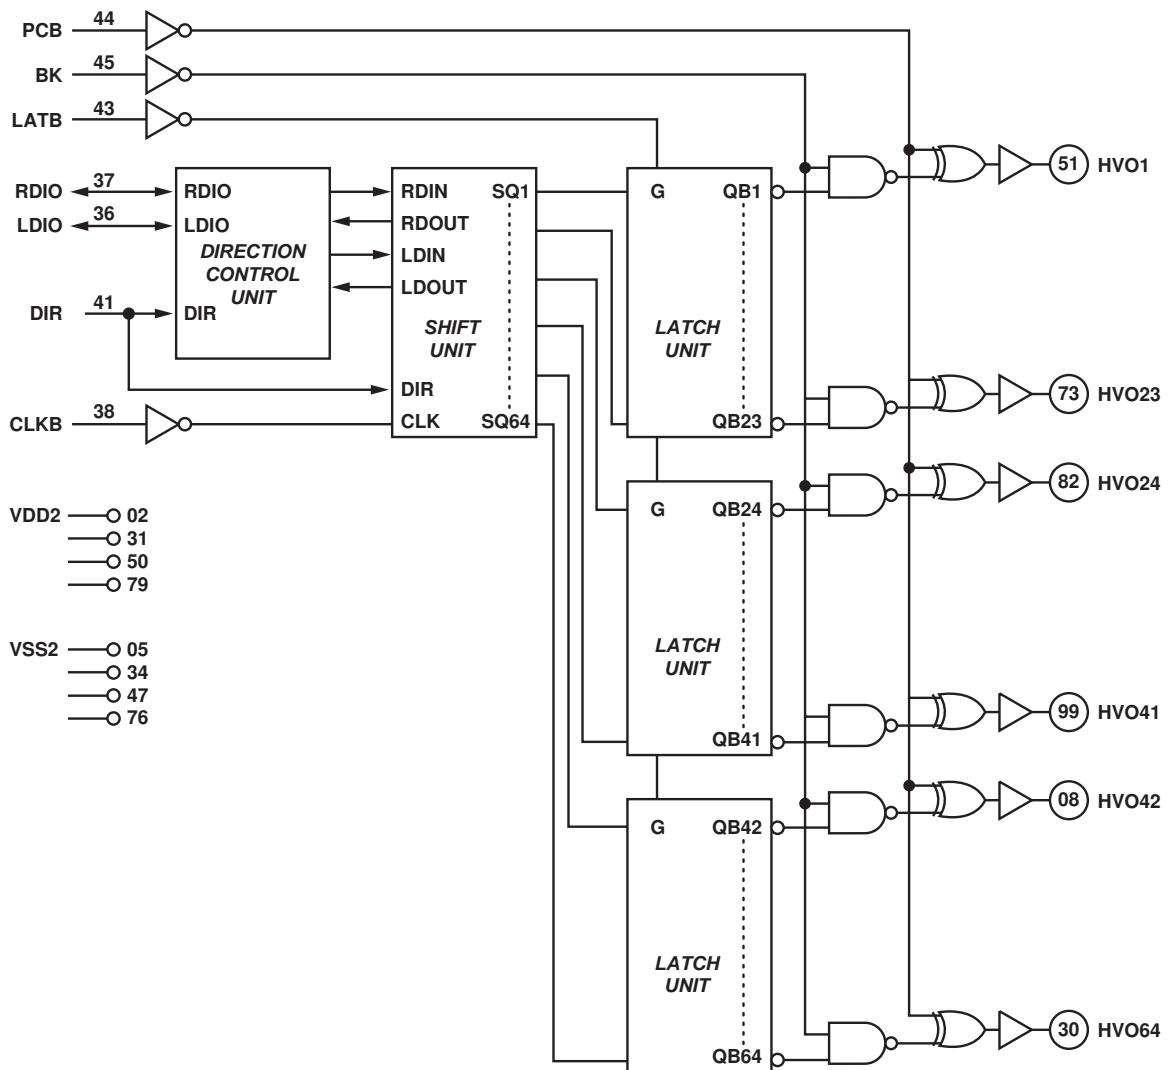 PCB 44
BK 45
LATB 43
51 HVO1
RDIO 37 RDIO RDIN SQ1 G QB1
LDIO 36 LDIO RDOUT
DIRECTION CONTROL UNIT
LDIN
LDOUT
DIR 41 DIR
SHIFT UNIT
LATCH UNIT
DIR
73 HVO23
CLKB 38 CLK SQ64 QB23
82 HVO24
G QB24
VDD2 02
31
50
79
VSS2 05
34
47
76
LATCH UNIT
99 HVO41
QB41
08 HVO42
G QB42
LATCH UNIT
30 HVO64
QB64